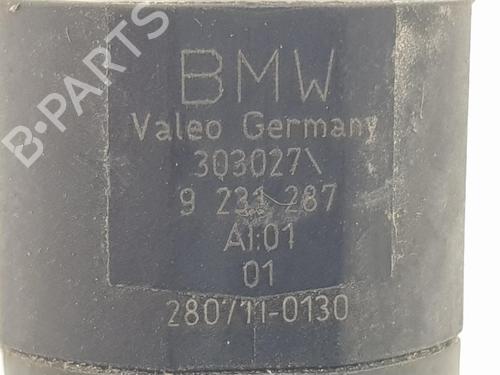 B-PARTS
BMW
Valeo Germany
303027\
9 231 287
AI:01
01
280711-0130